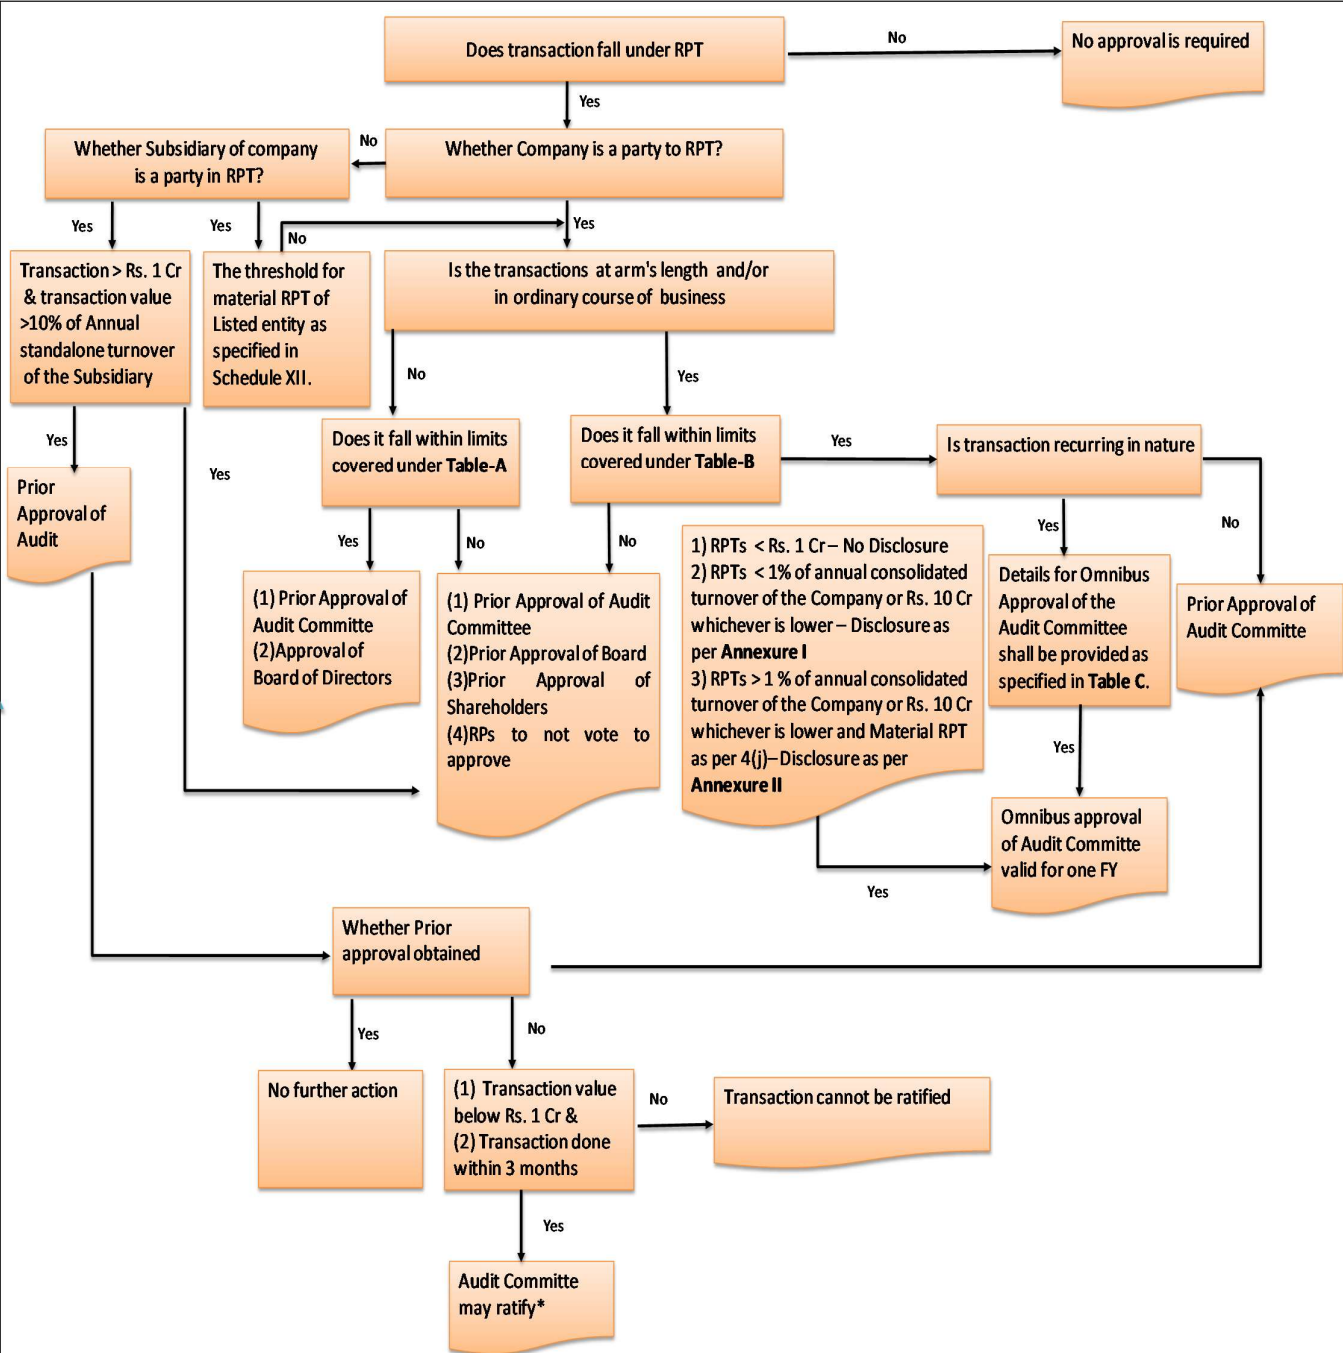 Does transaction fall under RPT
No
No approval is required
Yes
Whether Subsidiary of company
is a party in RPT?
No
Whether Company is a party to RPT?
Yes
Yes
No
Yes
Transaction > Rs. 1 Cr
& transaction value
>10% of Annual
standalone turnover
of the Subsidiary
The threshold for
material RPT of
Listed entity as
specified in
Schedule XII.
Is the transactions at arm's length and/or
in ordinary course of business
No
Yes
Yes
Yes
Does it fall within limits
covered under Table-A
Does it fall within limits
covered under Table-B
Yes
Is transaction recurring in nature
Prior
Approval of
Audit
Yes
No
No
Yes
No
(1) Prior Approval of
Audit Committe
(2)Approval of
Board of Directors
(1) Prior Approval of Audit
Committee
(2)Prior Approval of Board
(3)Prior Approval of
Shareholders
(4)RPs to not vote to
approve
1) RPTs < Rs. 1 Cr – No Disclosure
2) RPTs < 1% of annual consolidated
turnover of the Company or Rs. 10 Cr
whichever is lower – Disclosure as
per Annexure I
3) RPTs > 1 % of annual consolidated
turnover of the Company or Rs. 10 Cr
whichever is lower and Material RPT
as per 4(j)– Disclosure as per
Annexure II
Details for Omnibus
Approval of the
Audit Committee
shall be provided as
specified in Table C.
Prior Approval of
Audit Committe
Yes
Omnibus approval
of Audit Committe
valid for one FY
Yes
Whether Prior
approval obtained
Yes
No
No further action
(1) Transaction value
below Rs. 1 Cr &
(2) Transaction done
within 3 months
No
Transaction cannot be ratified
Yes
Audit Committe
may ratify*